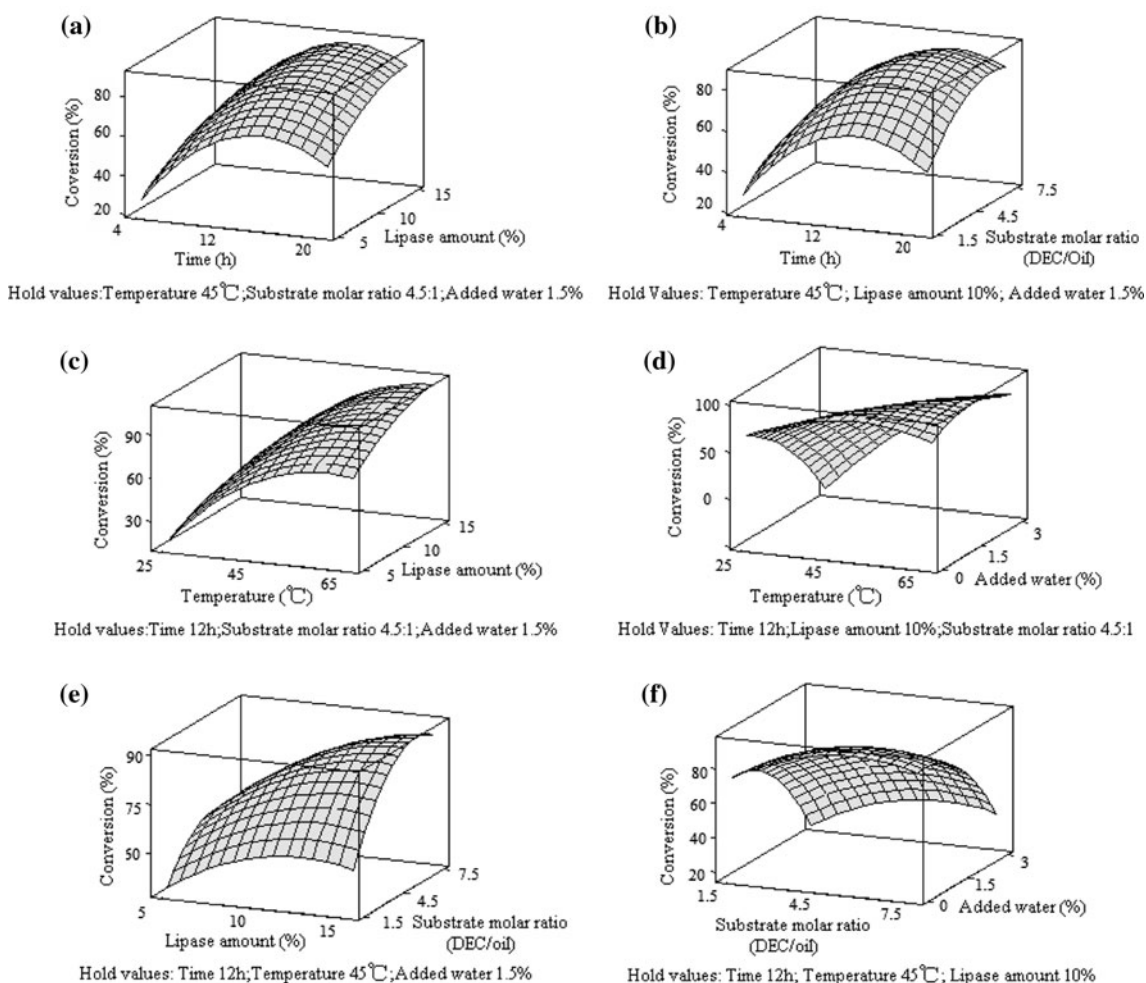 (a)
Coversion (%)
80
60
40
20
4
12
20
Time (h)
5
10
15
Lipase amount (%)
Hold values:Temperature 45℃;Substrate molar ratio 4.5:1;Added water 1.5%
(b)
Conversion (%)
80
60
40
20
4
12
20
Time (h)
1.5
4.5
7.5
Substrate molar ratio
(DEC/Oil)
Hold Values: Temperature 45℃; Lipase amount 10%; Added water 1.5%
(c)
Conversion (%)
90
60
30
25
45
65
Temperature (℃)
5
10
15
Lipase amount (%)
Hold values:Time 12h;Substrate molar ratio 4.5:1;Added water 1.5%
(d)
Conversion (%)
100
50
0
25
45
65
Temperature (℃)
0
1.5
3
Added water (%)
Hold Values: Time 12h;Lipase amount 10%;Substrate molar ratio 4.5:1
(e)
Conversion (%)
90
75
50
5
10
15
Lipase amount (%)
1.5
4.5
7.5
Substrate molar ratio
(DEC/oil)
Hold values: Time 12h;Temperature 45℃;Added water 1.5%
(f)
Conversion (%)
80
60
40
20
1.5
4.5
7.5
Substrate molar ratio
(DEC/oil)
0
1.5
3
Added water (%)
Hold values: Time 12h; Temperature 45℃; Lipase amount 10%